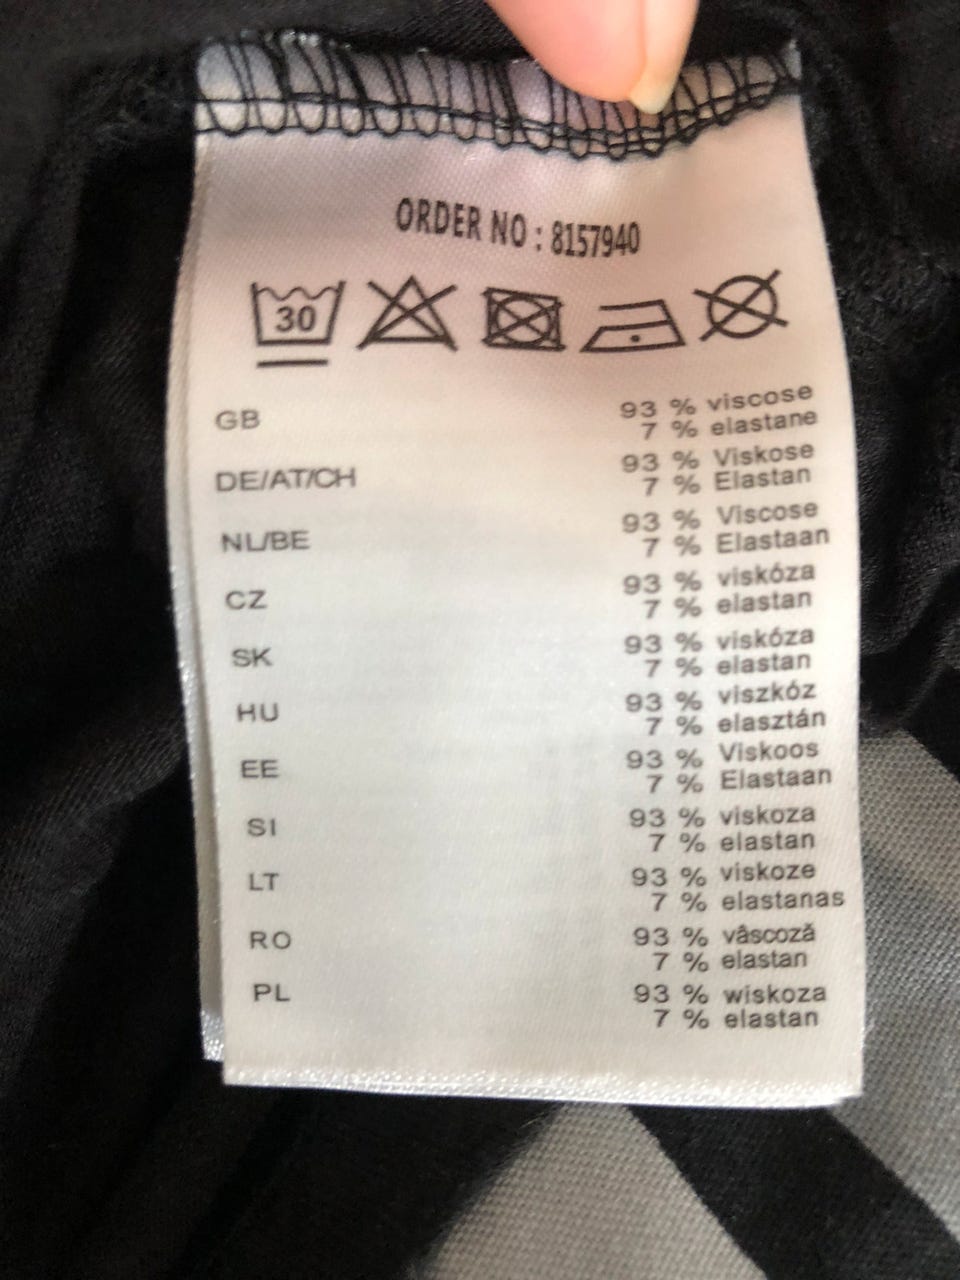 ORDER NO : 8157940
30
GB 93 % viscose
7 % elastane
DE/AT/CH 93 % Viskose
7 % Elastan
NL/BE 93 % Viscose
7 % Elastaan
CZ 93 % viskóza
7 % elastan
SK 93 % viskóza
7 % elastan
HU 93 % viszkóz
7 % elasztán
EE 93 % Viskoos
7 % Elastaan
SI 93 % viskoza
7 % elastan
LT 93 % viskoze
7 % elastanas
RO 93 % vâscoză
7 % elastan
PL 93 % wiskoza
7 % elastan